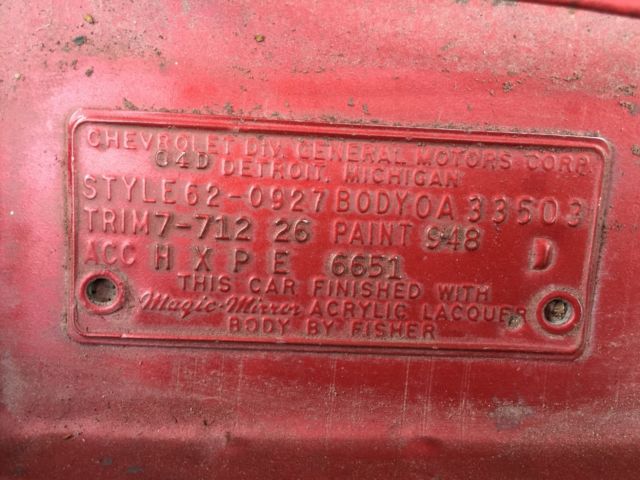 CHEVROLET DIV. GENERAL MOTORS CORP.
04D DETROIT, MICHIGAN
STYLE 62-0927 BODY OA 33503
TRIM 7-712 26 PAINT 948 D
ACC H X P E 6651
THIS CAR FINISHED WITH
Magic-Mirror ACRYLIC LACQUER
BODY BY FISHER